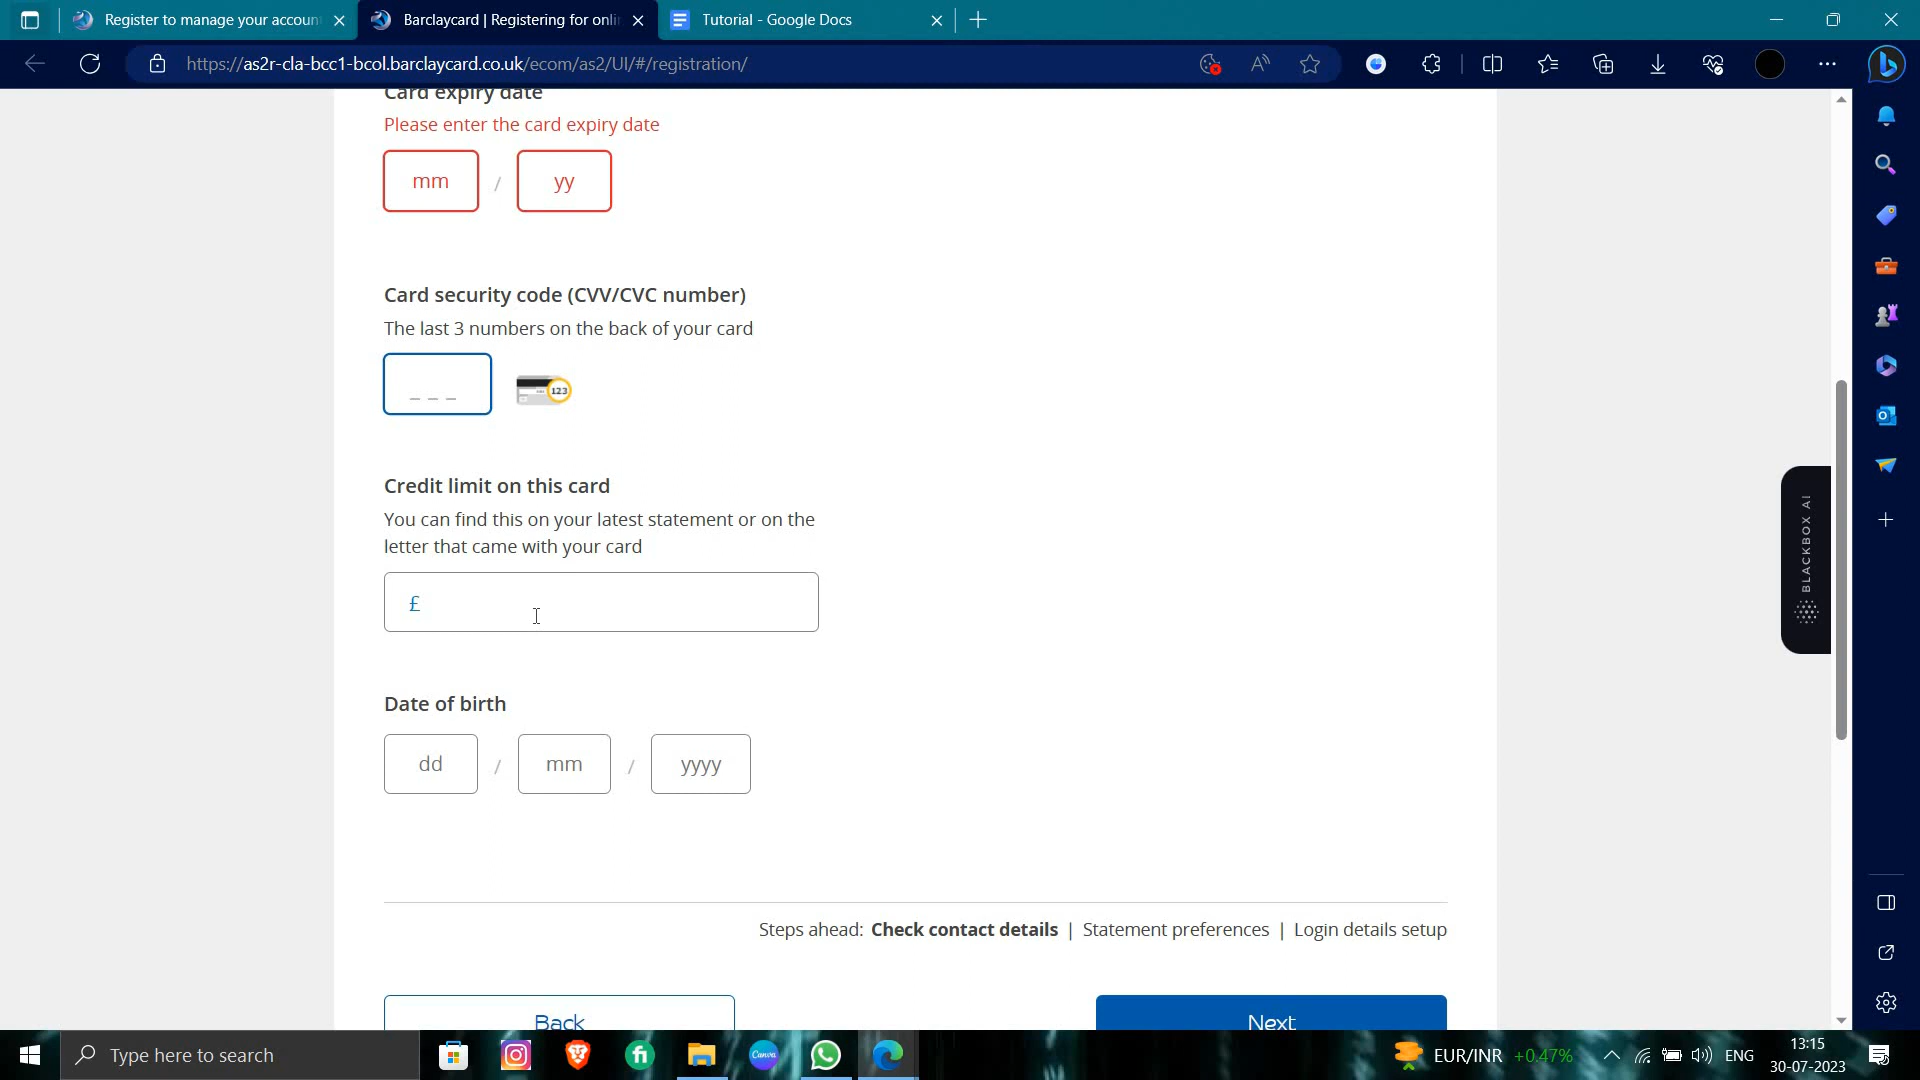 Register to manage your accoun
Barclaycard | Registering for onli
Tutorial - Google Docs
https://as2r-cla-bcc1-bcol.barclaycard.co.uk/ecom/as2/UI/#/registration/
Card expiry date
Please enter the card expiry date
mm / yy
Card security code (CVV/CVC number)
The last 3 numbers on the back of your card
_ _ _
123
Credit limit on this card
You can find this on your latest statement or on the
letter that came with your card
£
Date of birth
dd / mm / yyyy
BLACKBOX AI
Steps ahead: Check contact details | Statement preferences | Login details setup
Back
Next
Type here to search
Canva
EUR/INR +0.47%
ENG
13:15
30-07-2023